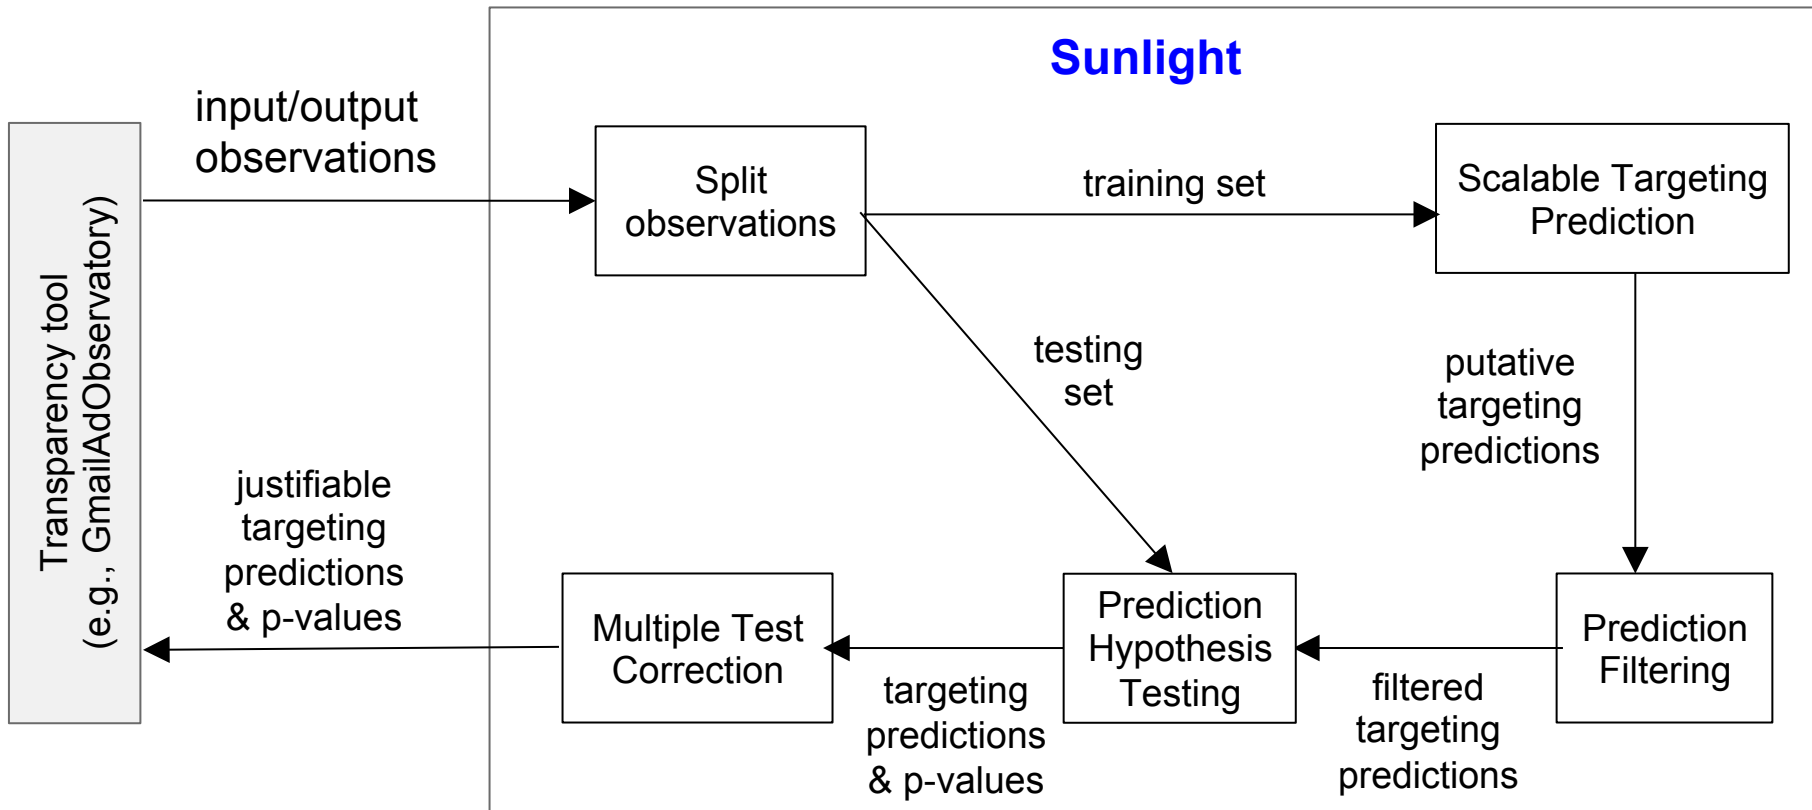 Sunlight
input/output
observations
Transparency tool
(e.g., GmailAdObservatory)
Split
observations
training set
Scalable Targeting
Prediction
testing
set
putative
targeting
predictions
justifiable
targeting
predictions
& p-values
Multiple Test
Correction
targeting
predictions
& p-values
Prediction
Hypothesis
Testing
filtered
targeting
predictions
Prediction
Filtering